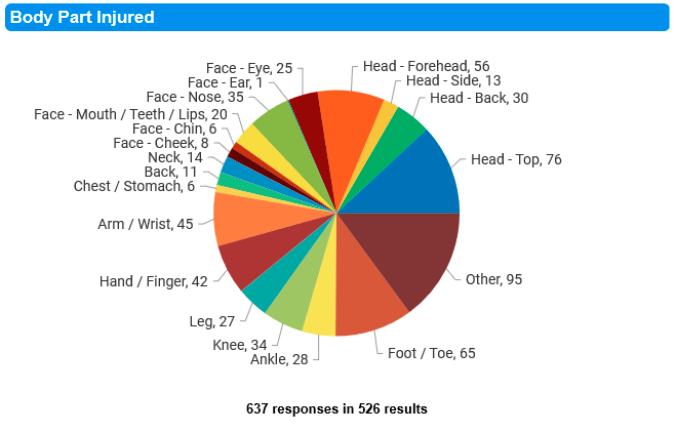 Body Part Injured
Face - Eye, 25
Head - Forehead, 56
Face - Ear, 1
Head - Side, 13
Face - Nose, 35
Head - Back, 30
Face - Mouth / Teeth / Lips, 20
Face - Chin, 6
Face - Cheek, 8
Neck, 14
Head - Top, 76
Back, 11
Chest / Stomach, 6
Arm / Wrist, 45
Hand / Finger, 42
Other, 95
Leg, 27
Knee, 34
Foot / Toe, 65
Ankle, 28
637 responses in 526 results